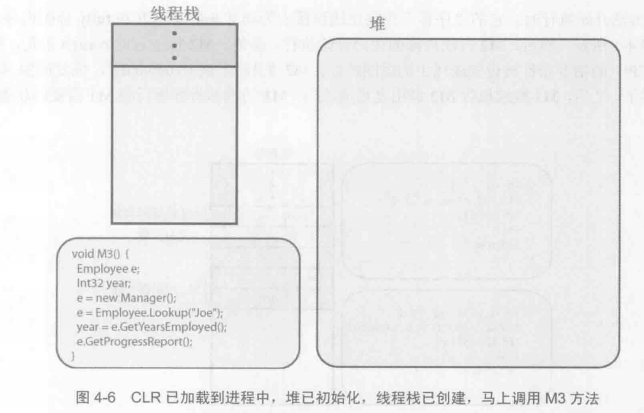 线程栈
堆
void M3() {
Employee e;
Int32 year;
e = new Manager();
e = Employee.Lookup("Joe");
year = e.GetYearsEmployed();
e.GetProgressReport();
}
图 4-6 CLR 已加载到进程中，堆已初始化，线程栈已创建，马上调用 M3 方法